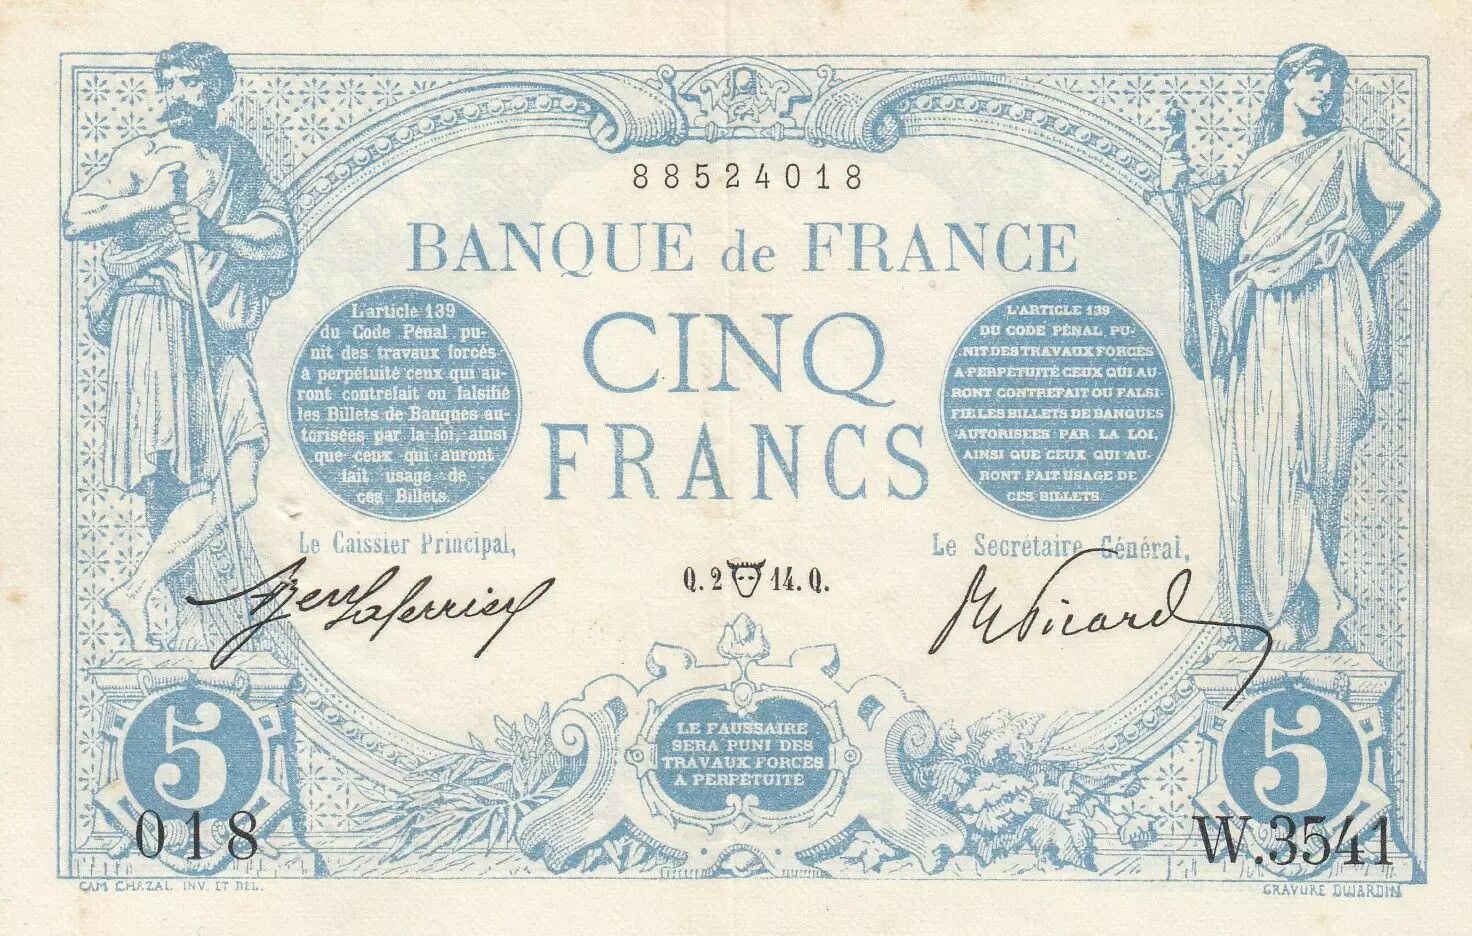 88524018
BANQUE de FRANCE
CINQ
FRANCS
L'article 139
du Code Pénal pu-
nit des travaux forcés
à perpétuité ceux qui au-
ront contrefait ou falsifié
les Billets de Banques au-
torisées par la loi, ainsi
que ceux qui auront
fait usage de
ces Billets.
L'ARTICLE 139
DU CODE PÉNAL PU-
NIT DES TRAVAUX FORCÉS
A PERPÉTUITÉ CEUX QUI AU-
RONT CONTREFAIT OU FALSI-
FIÉ LES BILLETS DE BANQUES
AUTORISÉES PAR LA LOI,
AINSI QUE CEUX QUI AU-
RONT FAIT USAGE DE
CES BILLETS
Le Caissier Principal,
Le Secrétaire Général,
Q.2 14.Q.
Picard
LE FAUSSAIRE
SERA PUNI DES
TRAVAUX FORCÉS
A PERPÉTUITÉ
5
5
018
W.3541
CAM CHAZAL INV. ET DEL.
GRAVURE DUJARDIN